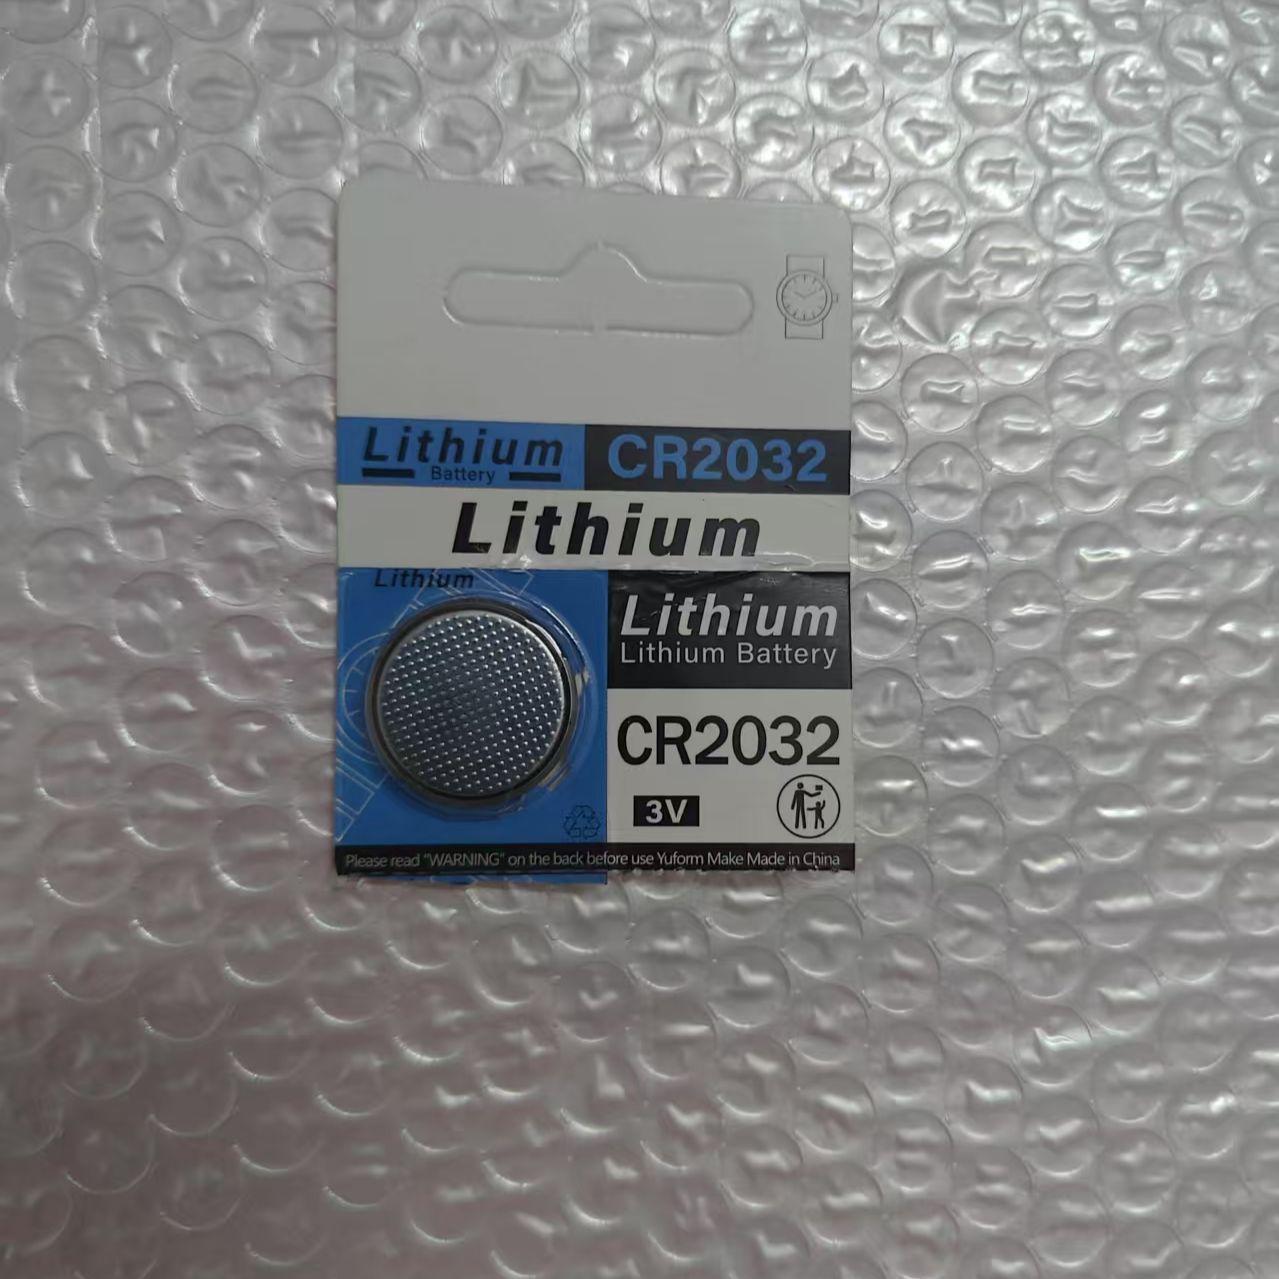 Lithium
Battery
CR2032
Lithium
Lithium
Lithium
Lithium Battery
CR2032
3V
Please read "WARNING" on the back before use Yuform Make Made in China